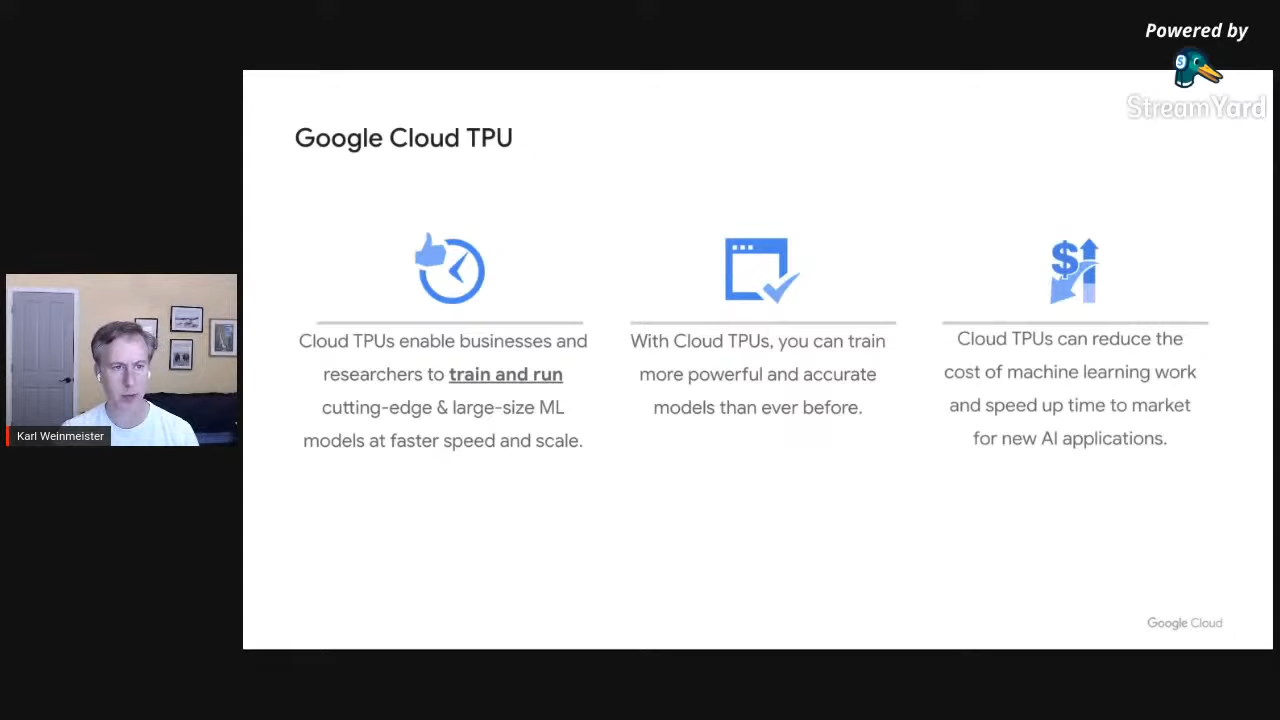 Powered by
StreamYard
Google Cloud TPU
Cloud TPUs enable businesses and
researchers to train and run
cutting-edge & large-size ML
models at faster speed and scale.
With Cloud TPUs, you can train
more powerful and accurate
models than ever before.
Cloud TPUs can reduce the
cost of machine learning work
and speed up time to market
for new AI applications.
Karl Weinmeister
Google Cloud